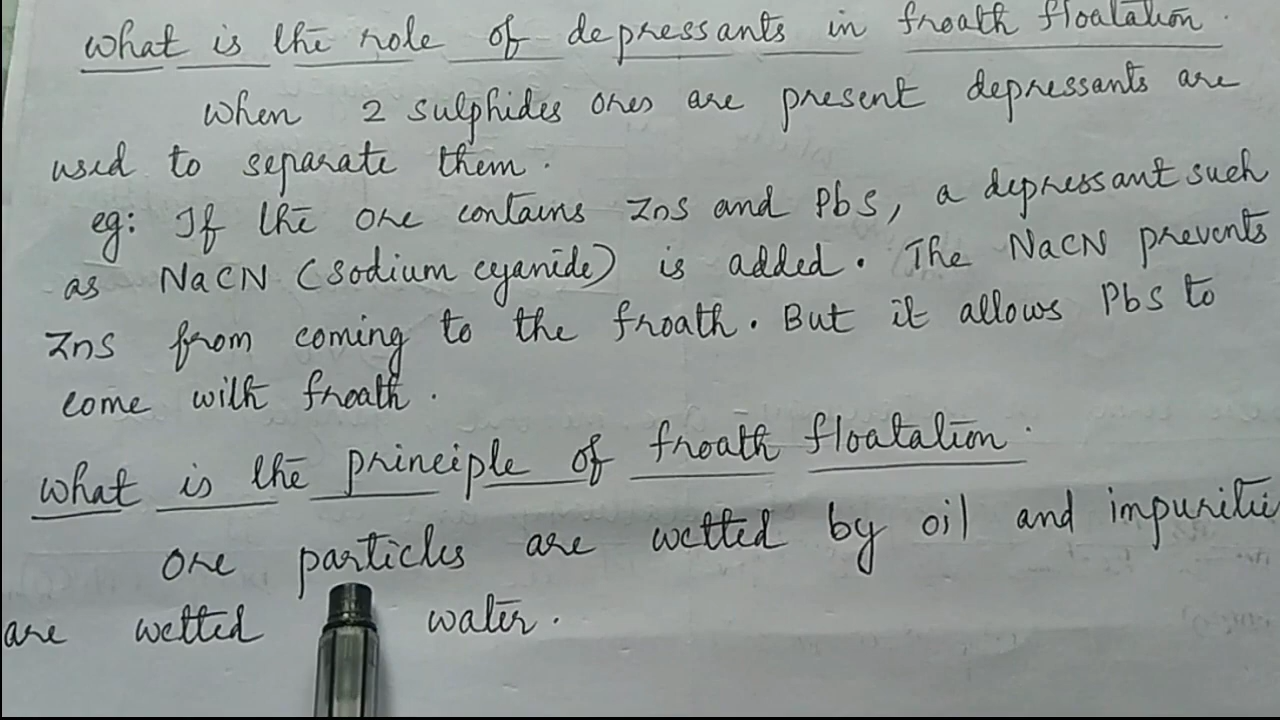 What is the role of depressants in froath floatation.
When 2 sulphides ores are present depressants are
used to separate them.
eg: If the ore contains ZnS and PbS, a depressant such
as NaCN (sodium cyanide) is added. The NaCN prevents
ZnS from coming to the froath. But it allows PbS to
come with froath.
What is the principle of froath floatation.
Ore particles are wetted by oil and impuritie
are wetted water.